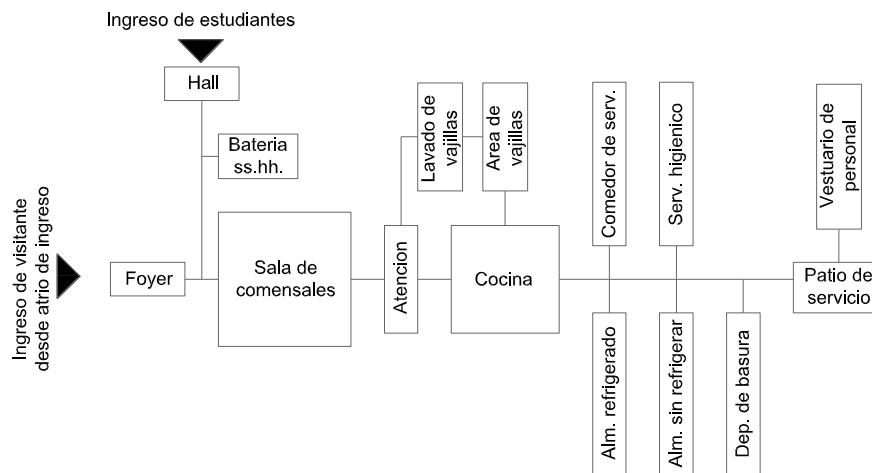 Ingreso de estudiantes
Hall
Bateria
ss.hh.
Ingreso de visitante
desde atrio de ingreso
Foyer
Sala de
comensales
Atencion
Lavado de
vajillas
Area de
vajillas
Cocina
Comedor de serv.
Serv. higienico
Alm. refrigerado
Alm. sin refrigerar
Dep. de basura
Vestuario de
personal
Patio de
servicio